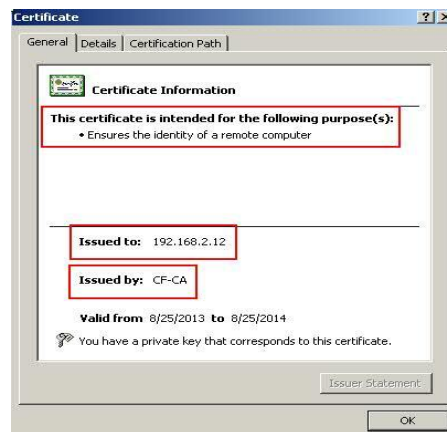 Certificate
General Details Certification Path
Certificate Information
This certificate is intended for the following purpose(s):
• Ensures the identity of a remote computer
Issued to: 192.168.2.12
Issued by: CF-CA
Valid from 8/25/2013 to 8/25/2014
You have a private key that corresponds to this certificate.
Issuer Statement
OK